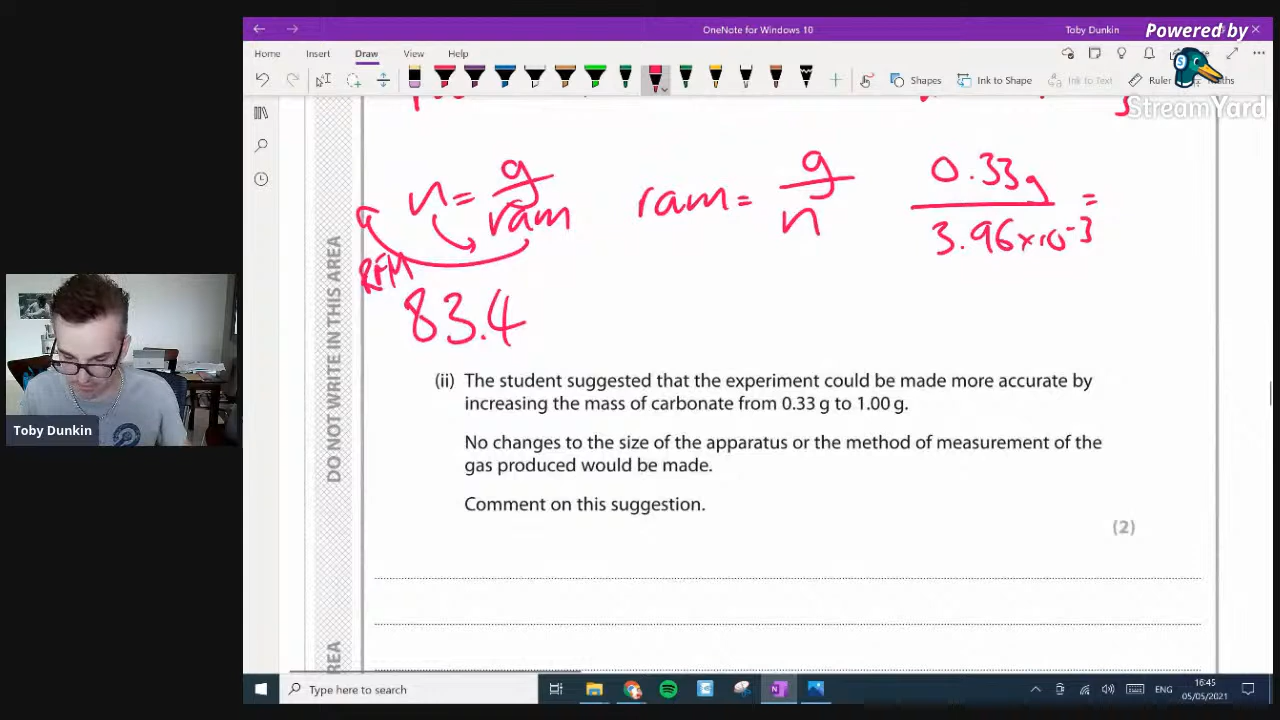 OneNote for Windows 10
Toby Dunkin
Powered by
StreamYard
Home Insert Draw View Help
Shapes Ink to Shape Ink to Text Ruler Maths
n = g/ram ram = g/n 0.33g/3.96x10-3 =
RFM
83.4
DO NOT WRITE IN THIS AREA
(ii) The student suggested that the experiment could be made more accurate by
increasing the mass of carbonate from 0.33 g to 1.00 g.
No changes to the size of the apparatus or the method of measurement of the
gas produced would be made.
Comment on this suggestion.
(2)
REA
Toby Dunkin
Type here to search
ENG
16:45
05/05/2021